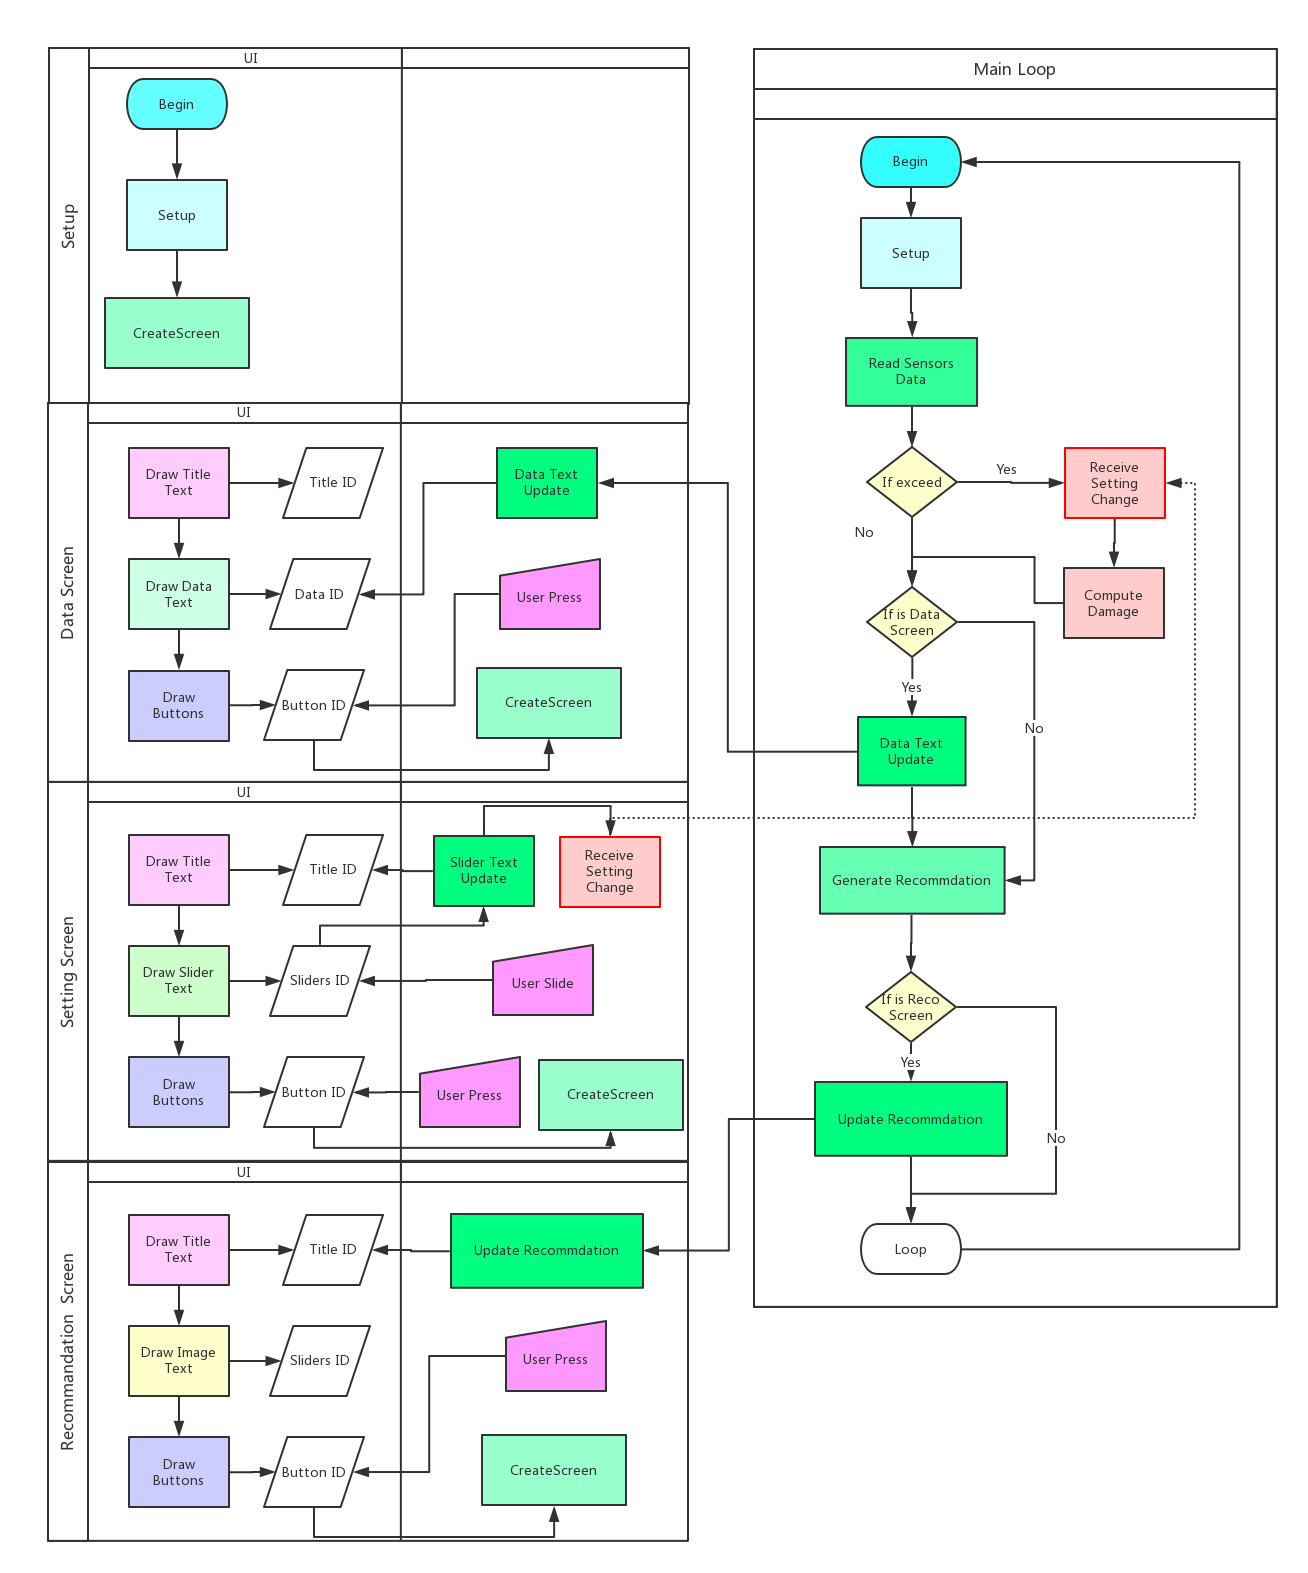 UI
Setup
Begin
Setup
CreateScreen
UI
Data Screen
Draw Title
Text
Title ID
Data Text
Update
Draw Data
Text
Data ID
User Press
Draw
Buttons
Button ID
CreateScreen
UI
Setting Screen
Draw Title
Text
Title ID
Slider Text
Update
Receive
Setting
Change
Draw Slider
Text
Sliders ID
User Slide
Draw
Buttons
Button ID
User Press
CreateScreen
UI
Recommandation Screen
Draw Title
Text
Title ID
Update Recommdation
Draw Image
Text
Sliders ID
User Press
Draw
Buttons
Button ID
CreateScreen
Main Loop
Begin
Setup
Read Sensors
Data
If exceed
Yes
Receive
Setting
Change
No
Compute
Damage
If is Data
Screen
Yes
No
Data Text
Update
Generate Recommdation
If is Reco
Screen
Yes
Update Recommdation
No
Loop